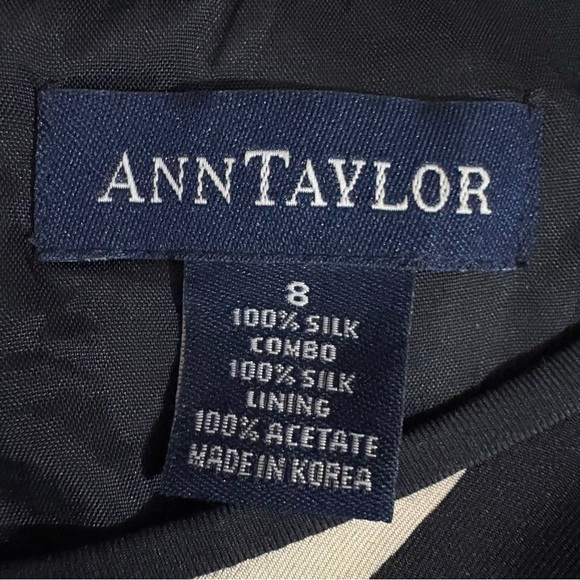 ANNTAYLOR
8
100% SILK
COMBO
100% SILK
LINING
100% ACETATE
MADE IN KOREA